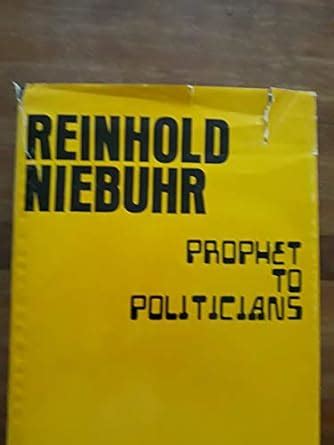 REINHOLD
NIEBUHR
PROPHET
TO
POLITICIANS